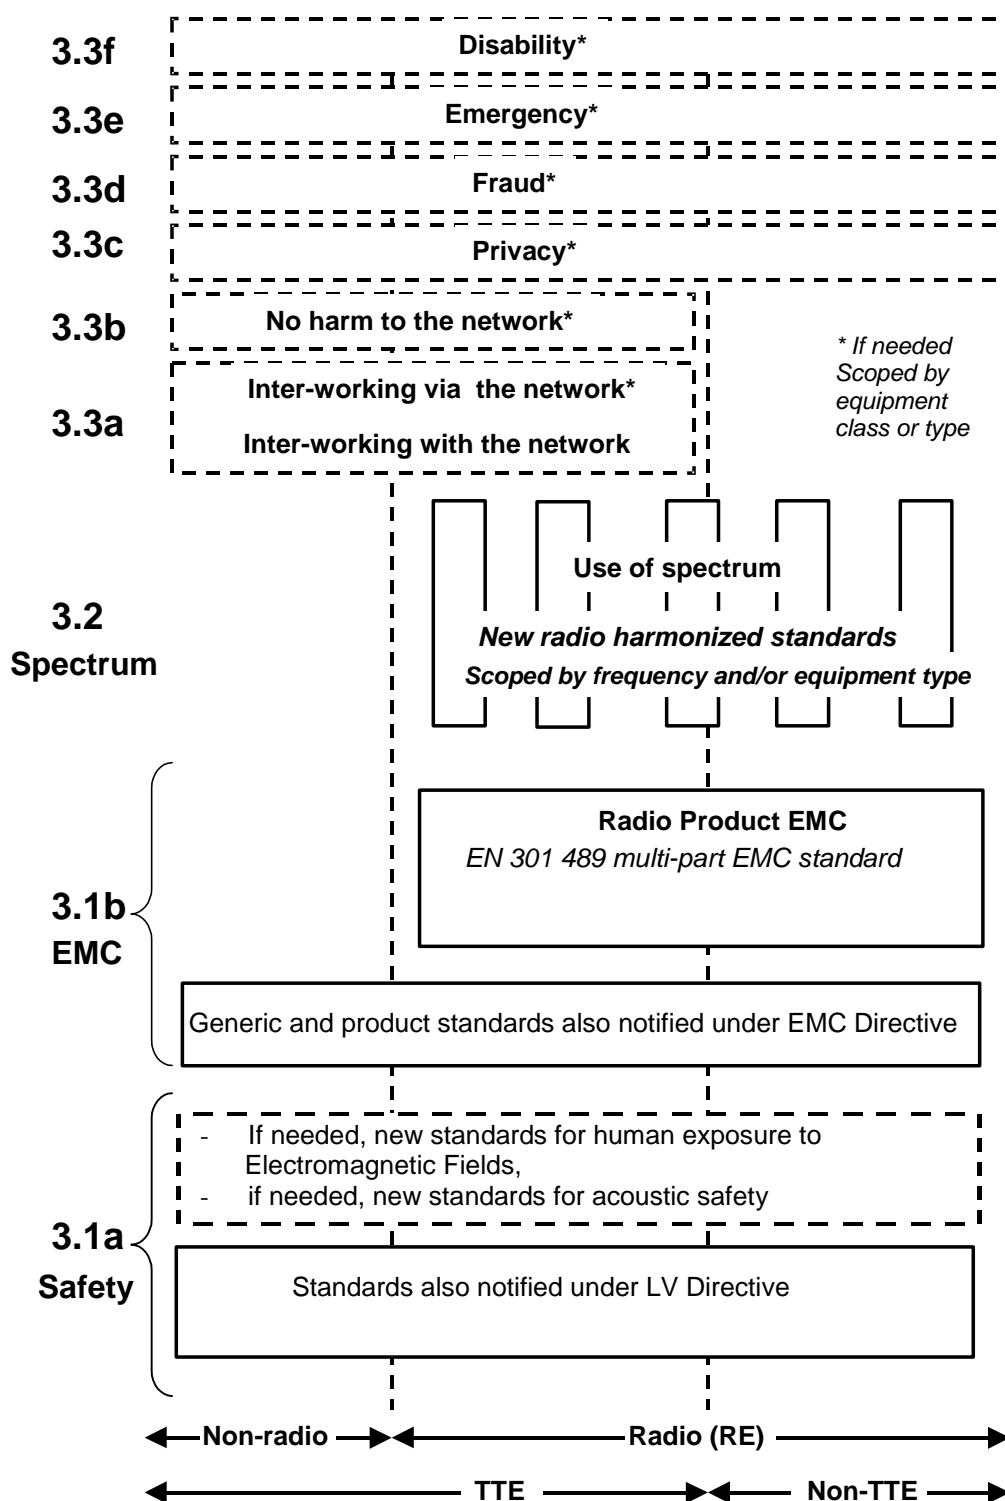 3.3f
Disability*
3.3e
Emergency*
3.3d
Fraud*
3.3c
Privacy*
3.3b
No harm to the network*
* If needed
Scoped by
equipment
class or type
3.3a
Inter-working via the network*
Inter-working with the network
3.2
Spectrum
Use of spectrum
New radio harmonized standards
Scoped by frequency and/or equipment type
3.1b
EMC
Radio Product EMC
EN 301 489 multi-part EMC standard
Generic and product standards also notified under EMC Directive
3.1a
Safety
- If needed, new standards for human exposure to
Electromagnetic Fields,
- if needed, new standards for acoustic safety
Standards also notified under LV Directive
Non-radio
Radio (RE)
TTE
Non-TTE